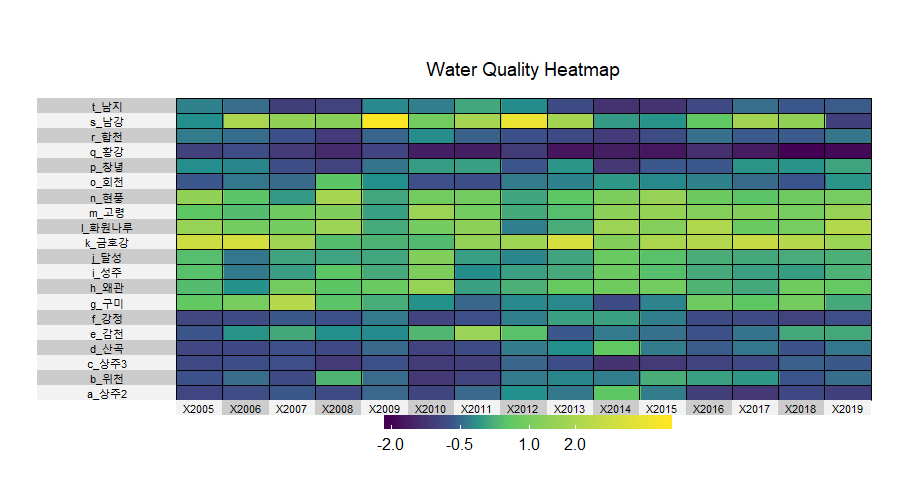 Water Quality Heatmap
t_남지
s_남강
r_합천
q_황강
p_창녕
o_회천
n_현풍
m_고령
l_화원나루
k_금호강
j_달성
i_성주
h_왜관
g_구미
f_강정
e_감천
d_산곡
c_상주3
b_위천
a_상주2
X2005 X2006 X2007 X2008 X2009 X2010 X2011 X2012 X2013 X2014 X2015 X2016 X2017 X2018 X2019
-2.0 -0.5 1.0 2.0